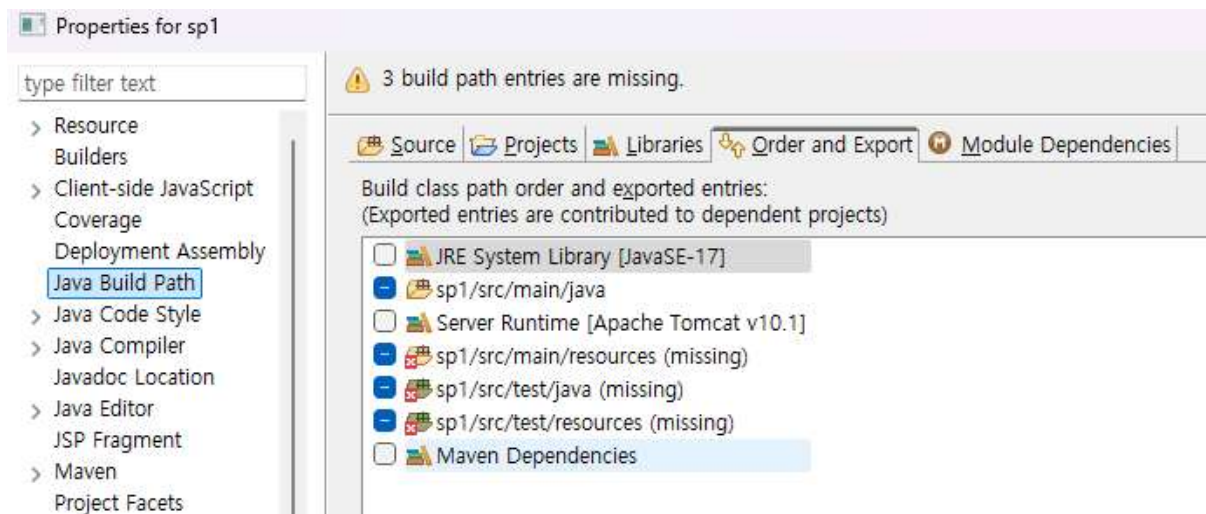 Properties for sp1
type filter text
Resource
Builders
Client-side JavaScript
Coverage
Deployment Assembly
Java Build Path
Java Code Style
Java Compiler
Javadoc Location
Java Editor
JSP Fragment
Maven
Project Facets
3 build path entries are missing.
Source
Projects
Libraries
Order and Export
Module Dependencies
Build class path order and exported entries:
(Exported entries are contributed to dependent projects)
JRE System Library [JavaSE-17]
sp1/src/main/java
Server Runtime [Apache Tomcat v10.1]
sp1/src/main/resources (missing)
sp1/src/test/java (missing)
sp1/src/test/resources (missing)
Maven Dependencies